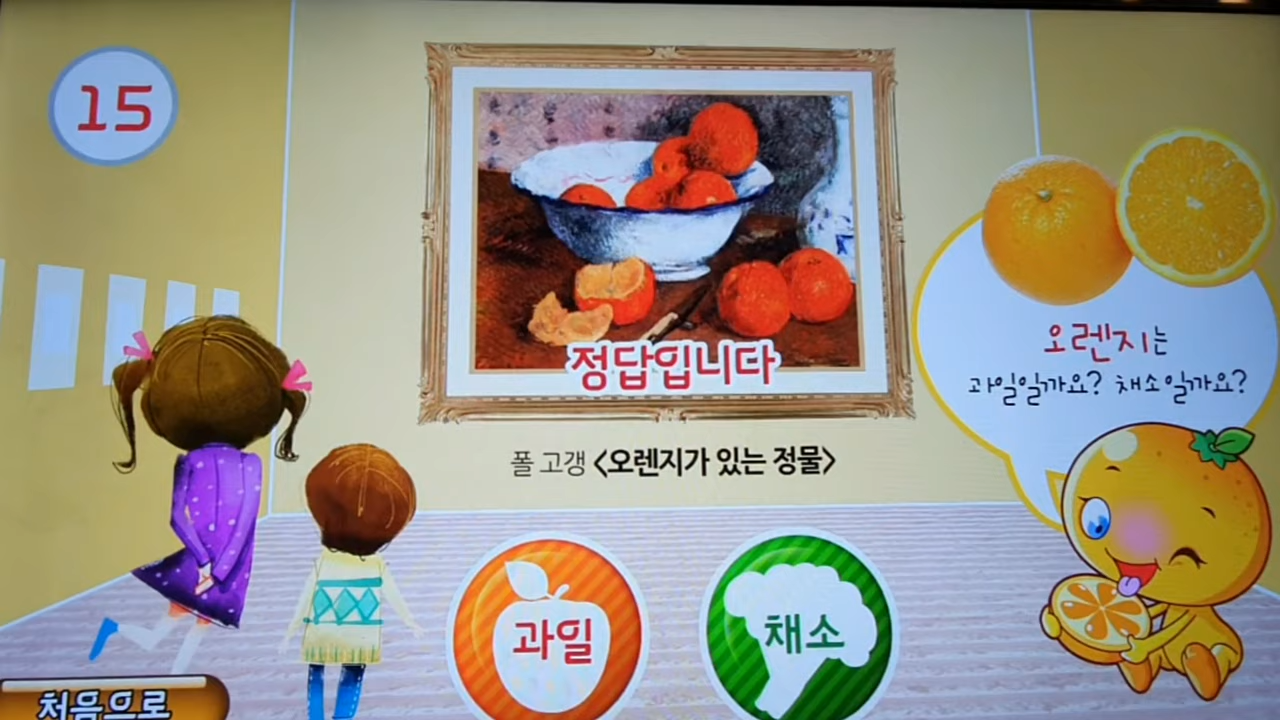 15
정답입니다
폴 고갱 <오렌지가 있는 정물>
오렌지는
과일일까요? 채소일까요?
과일
채소
처음으로